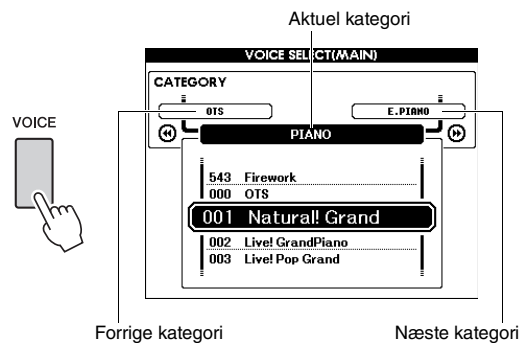 Aktuel kategori
VOICE SELECT(MAIN)
CATEGORY
OTS
E.PIANO
PIANO
VOICE
543 Firework
000 OTS
001 Natural! Grand
002 Live! GrandPiano
003 Live! Pop Grand
Forrige kategori
Næste kategori